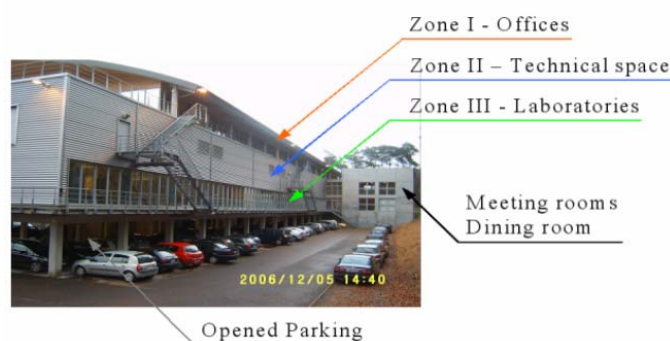 Zone I - Offices
Zone II – Technical space
Zone III - Laboratories
Meeting rooms
Dining room
2006/12/05 14:40
Opened Parking